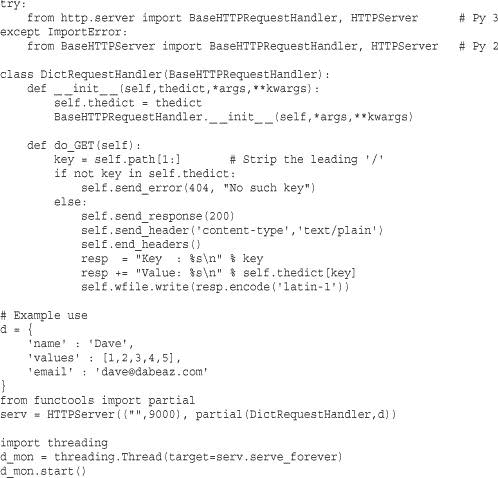 try:
    from http.server import BaseHTTPRequestHandler, HTTPServer      # Py 3
except ImportError:
    from BaseHTTPServer import BaseHTTPRequestHandler, HTTPServer   # Py 2

class DictRequestHandler(BaseHTTPRequestHandler):
    def __init__(self,thedict,*args,**kwargs):
        self.thedict = thedict
        BaseHTTPRequestHandler.__init__(self,*args,**kwargs)

    def do_GET(self):
        key = self.path[1:]      # Strip the leading '/'
        if not key in self.thedict:
            self.send_error(404, "No such key")
        else:
            self.send_response(200)
            self.send_header('content-type','text/plain')
            self.end_headers()
            resp  = "Key  : %s\n" % key
            resp += "Value: %s\n" % self.thedict[key]
            self.wfile.write(resp.encode('latin-1'))

# Example use
d = {
    'name' : 'Dave',
    'values' : [1,2,3,4,5],
    'email' : 'dave@dabeaz.com'
}
from functools import partial
serv = HTTPServer(("",9000), partial(DictRequestHandler,d))

import threading
d_mon = threading.Thread(target=serv.serve_forever)
d_mon.start()